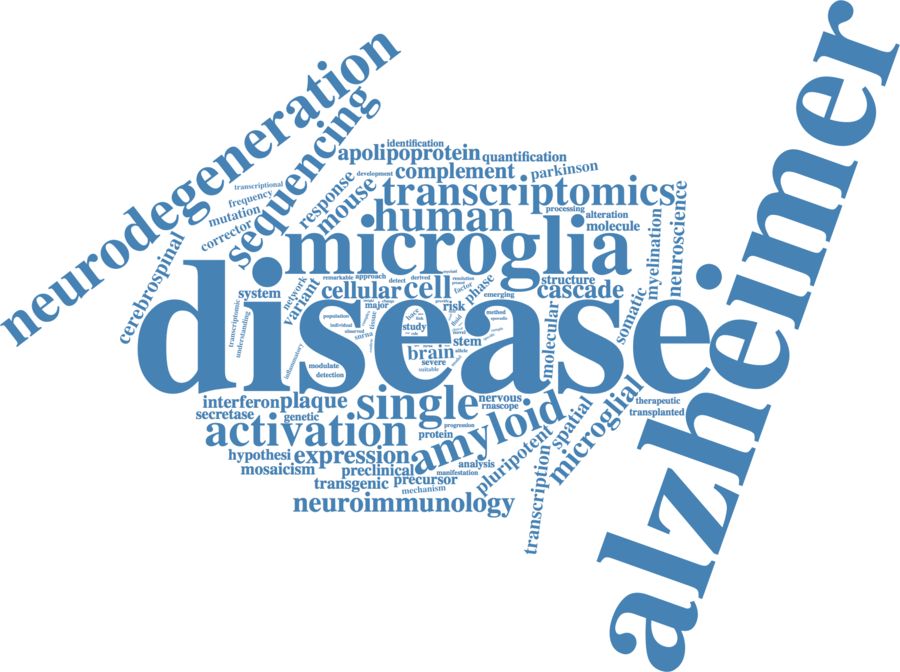 neurodegeneration
alzheimer
sequencing
identification
apolipoprotein
quantification
development
complement
parkinson
transcriptional
frequency
mutation
corrector
response
mouse
transcriptomics
processing
alteration
molecule
human
neuroscience
myelination
cerebrospinal
microglia
system
network
variant
remarkable
approach
detect
derived
cellular
cell
factor
phase
emerging
structure
cascade
somatic
disease
transcriptomic
understanding
major
risk
method
sporadic
population
individual
observed
tissue
study
novel
stem
allele
molecular
brain
severe
suitable
inflammatory
modulate
detection
interferon
plaque
single
nervous
rnascope
secretase
genetic
microglial
therapeutic
transplanted
activation
amyloid
spatial
progression
protein
pluripotent
hypothesi
expression
analysis
mosaicism
preclinical
manifestation
transgenic
precursor
mechanism
transcription
neuroimmunology